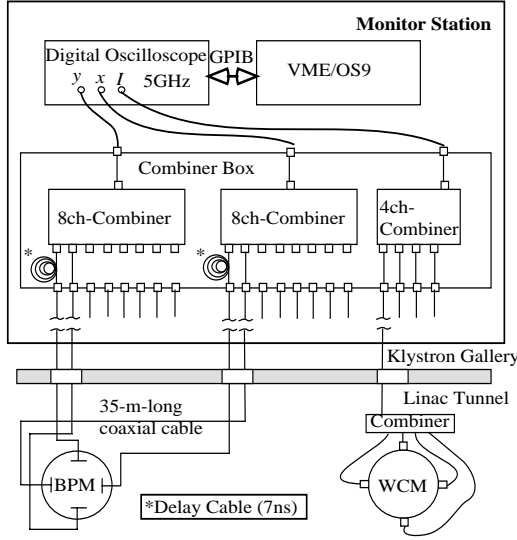 Monitor Station
Digital Oscilloscope
GPIB
y x I 5GHz
VME/OS9
Combiner Box
8ch-Combiner
8ch-Combiner
4ch-
Combiner
*
*
Klystron Gallery
Linac Tunnel
35-m-long
coaxial cable
Combiner
BPM
WCM
*Delay Cable (7ns)